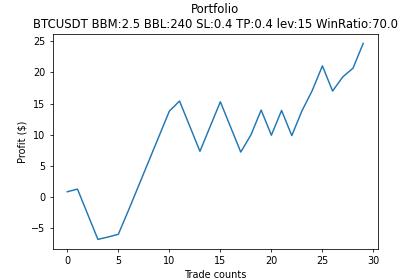 Portfolio
BTCUSDT BBM:2.5 BBL:240 SL:0.4 TP:0.4 lev:15 WinRatio:70.0
25
20
15
10
5
0
−5
Profit ($)
0 5 10 15 20 25 30
Trade counts